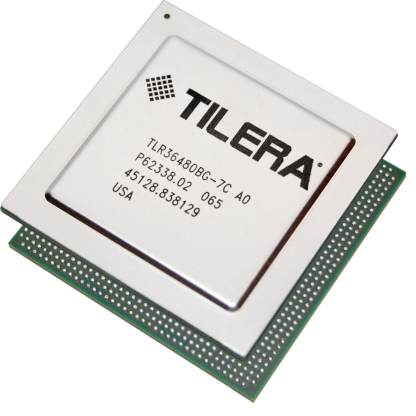 TILERA
TLR36480BG-7C A0
P62338.02 065
45128.838129
USA